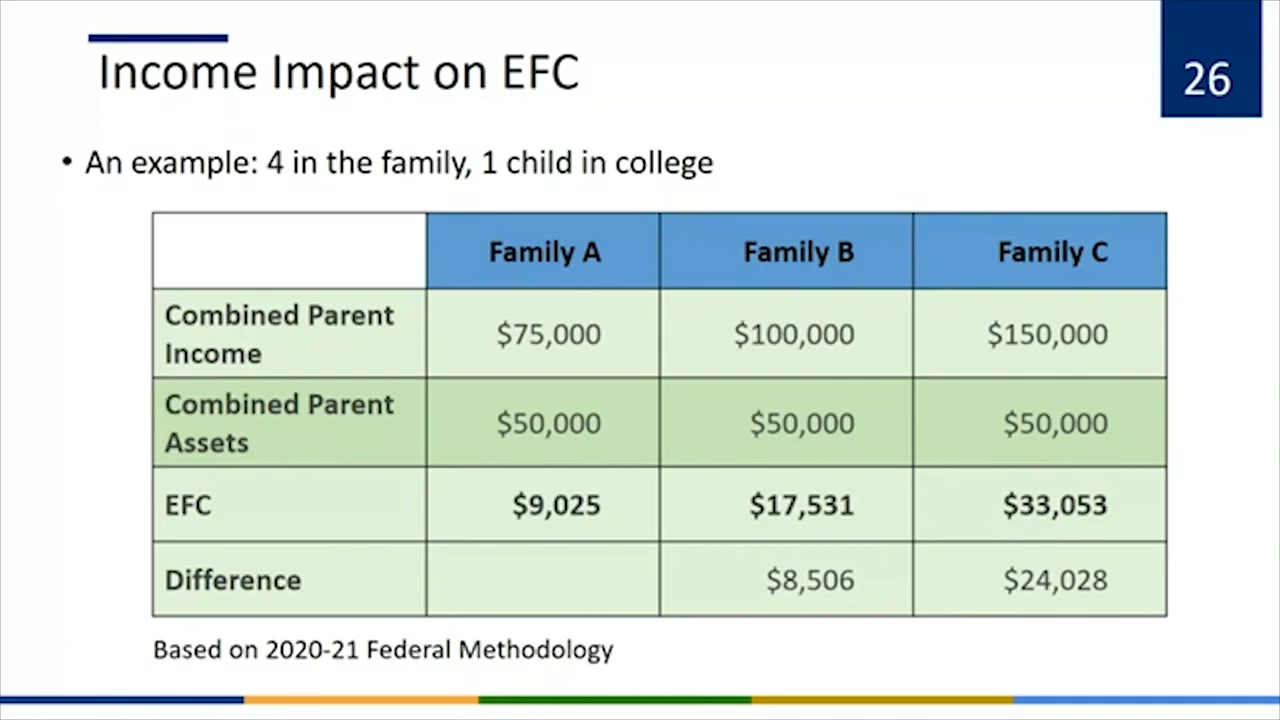 Income Impact on EFC
26
• An example: 4 in the family, 1 child in college
Family A Family B Family C
Combined Parent Income $75,000 $100,000 $150,000
Combined Parent Assets $50,000 $50,000 $50,000
EFC $9,025 $17,531 $33,053
Difference $8,506 $24,028
Based on 2020-21 Federal Methodology